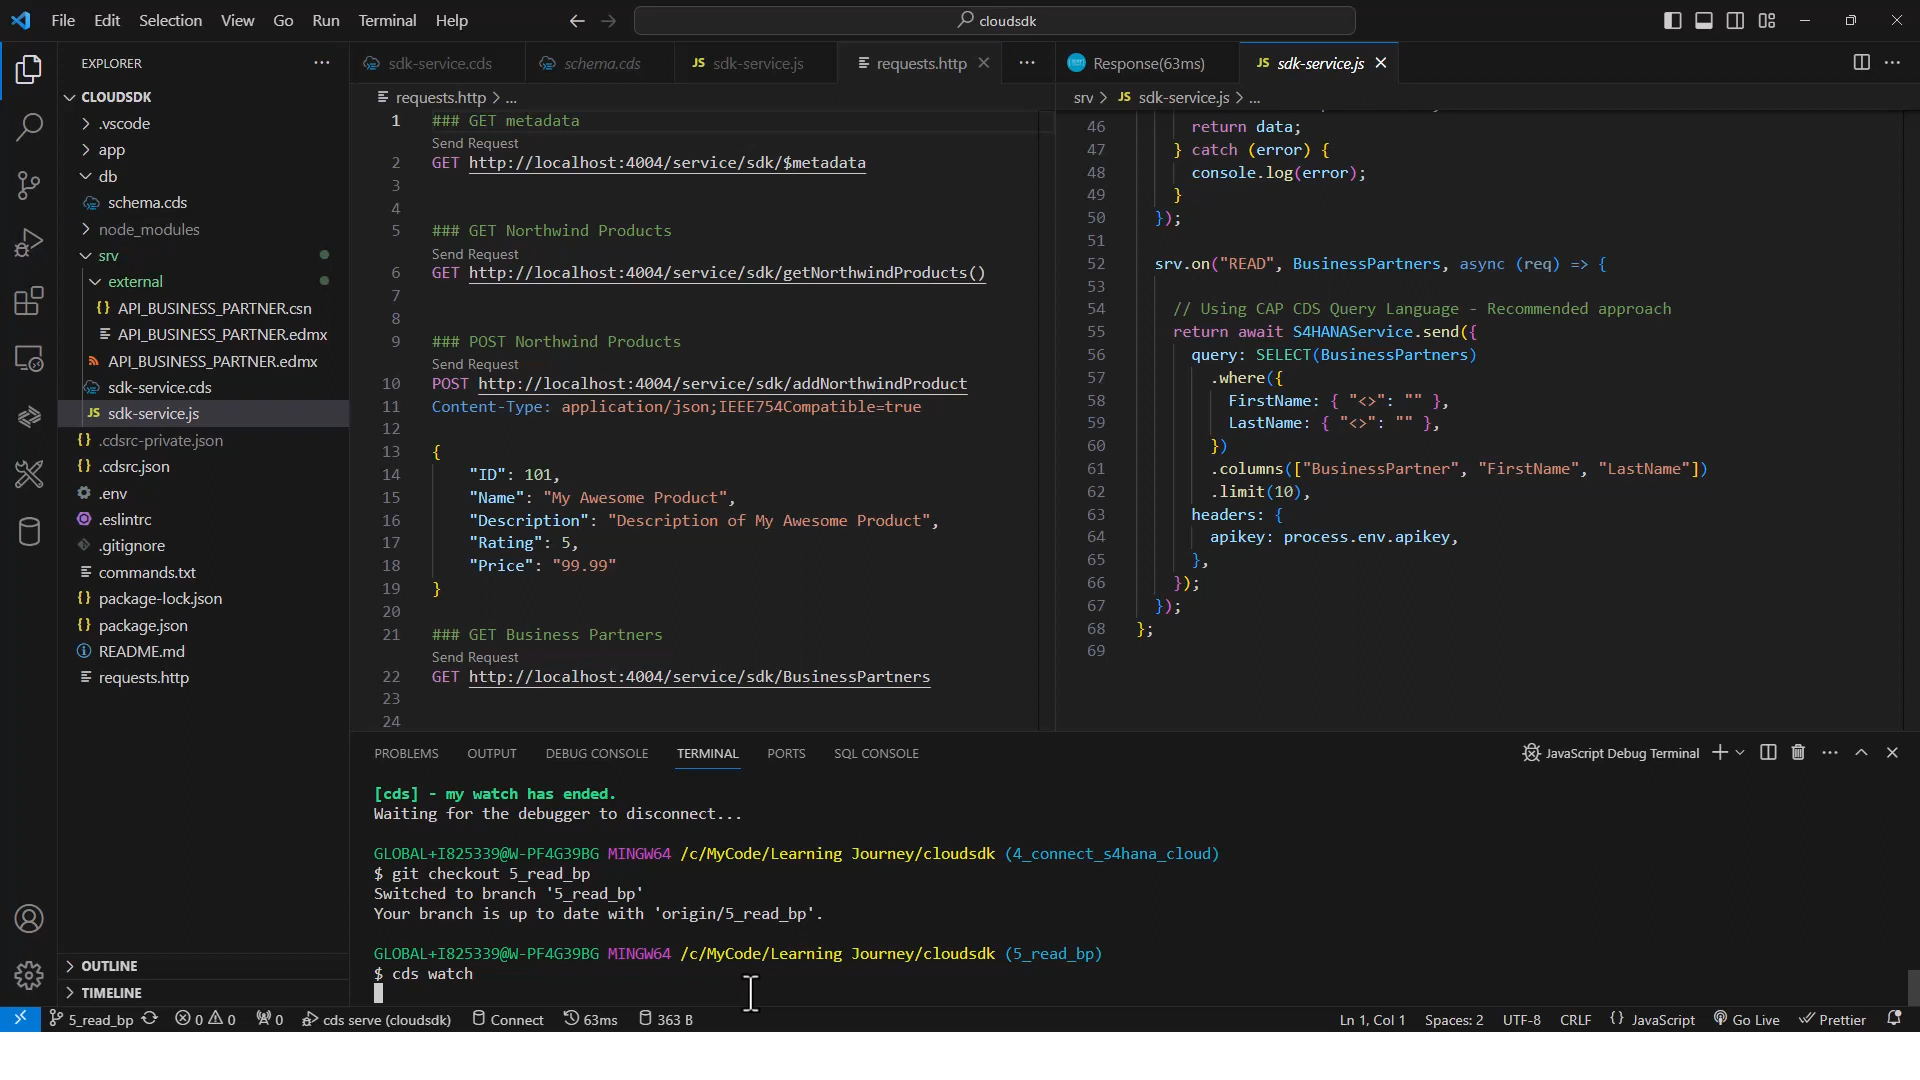 File Edit Selection View Go Run Terminal Help
cloudsdk
EXPLORER
CLOUDSDK
.vscode
app
db
schema.cds
node_modules
srv
external
API_BUSINESS_PARTNER.csn
API_BUSINESS_PARTNER.edmx
API_BUSINESS_PARTNER.edmx
sdk-service.cds
JS sdk-service.js
.cdsrc-private.json
.cdsrc.json
.env
.eslintrc
.gitignore
commands.txt
package-lock.json
package.json
README.md
requests.http
OUTLINE
TIMELINE
sdk-service.cds
schema.cds
JS sdk-service.js
requests.http
requests.http > ...
1 ### GET metadata
Send Request
2 GET http://localhost:4004/service/sdk/$metadata
3
4
5 ### GET Northwind Products
Send Request
6 GET http://localhost:4004/service/sdk/getNorthwindProducts()
7
8
9 ### POST Northwind Products
Send Request
10 POST http://localhost:4004/service/sdk/addNorthwindProduct
11 Content-Type: application/json;IEEE754Compatible=true
12
13 {
14 "ID": 101,
15 "Name": "My Awesome Product",
16 "Description": "Description of My Awesome Product",
17 "Rating": 5,
18 "Price": "99.99"
19 }
20
21 ### GET Business Partners
Send Request
22 GET http://localhost:4004/service/sdk/BusinessPartners
23
24
Response(63ms)
JS sdk-service.js
srv > JS sdk-service.js > ...
46 return data;
47 } catch (error) {
48 console.log(error);
49 }
50 });
51
52 srv.on("READ", BusinessPartners, async (req) => {
53
54 // Using CAP CDS Query Language - Recommended approach
55 return await S4HANAService.send({
56 query: SELECT(BusinessPartners)
57 .where({
58 FirstName: { "<>": "" },
59 LastName: { "<>": "" },
60 })
61 .columns(["BusinessPartner", "FirstName", "LastName"])
62 .limit(10),
63 headers: {
64 apikey: process.env.apikey,
65 },
66 });
67 });
68 };
69
PROBLEMS OUTPUT DEBUG CONSOLE TERMINAL PORTS SQL CONSOLE
JavaScript Debug Terminal
[cds] - my watch has ended.
Waiting for the debugger to disconnect...
GLOBAL+I825339@W-PF4G39BG MINGW64 /c/MyCode/Learning Journey/cloudsdk (4_connect_s4hana_cloud)
$ git checkout 5_read_bp
Switched to branch '5_read_bp'
Your branch is up to date with 'origin/5_read_bp'.
GLOBAL+I825339@W-PF4G39BG MINGW64 /c/MyCode/Learning Journey/cloudsdk (5_read_bp)
$ cds watch
5_read_bp 0 0 0 cds serve (cloudsdk) Connect 63ms 363 B Ln 1, Col 1 Spaces: 2 UTF-8 CRLF {} JavaScript Go Live Prettier